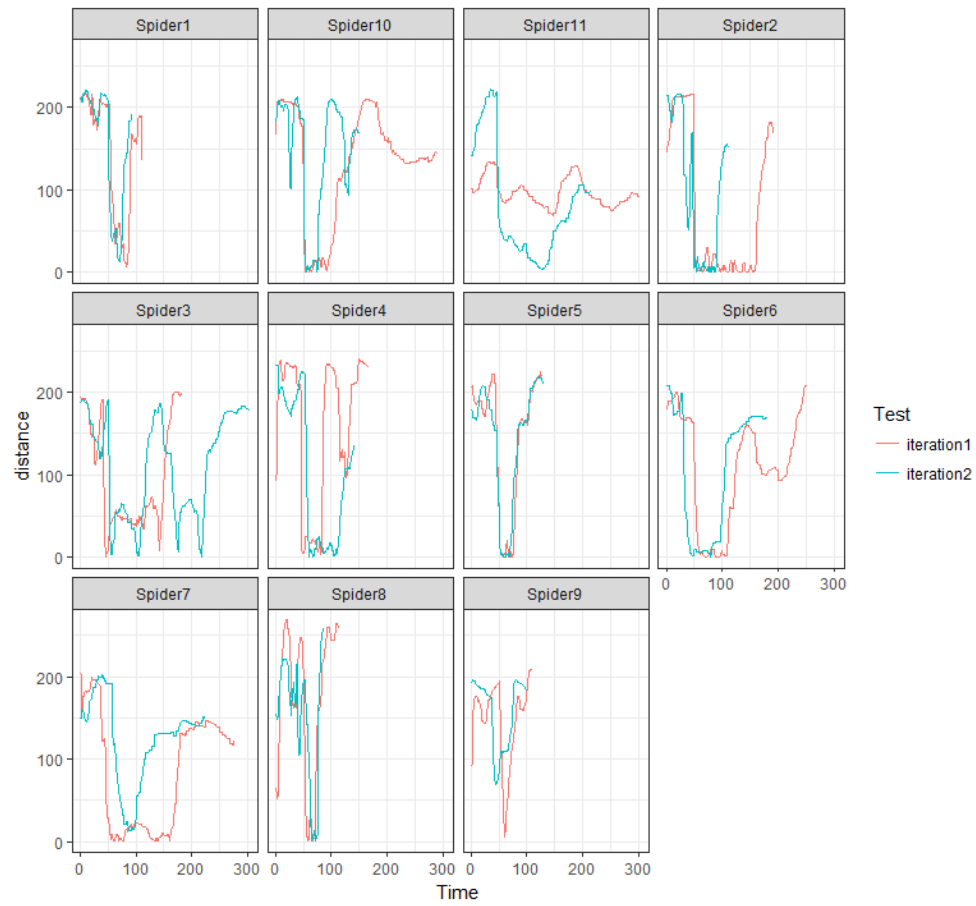 Spider1 Spider10 Spider11 Spider2
200
100
0
Spider3 Spider4 Spider5 Spider6
200
100
0
0 100 200 300
Spider7 Spider8 Spider9
200
100
0
0 100 200 300 0 100 200 300 0 100 200 300
distance
Time
Test
iteration1
iteration2